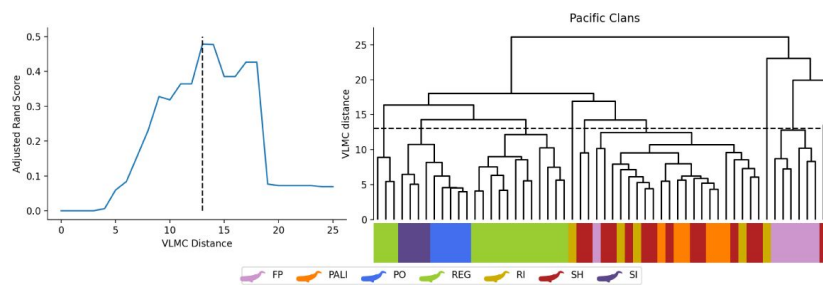 Pacific Clans
0.5
0.4
0.3
0.2
0.1
0.0
Adjusted Rand Score
0 5 10 15 20 25
VLMC Distance
25
20
15
10
5
0
VLMC distance
FP PALI PO REG RI SH SI